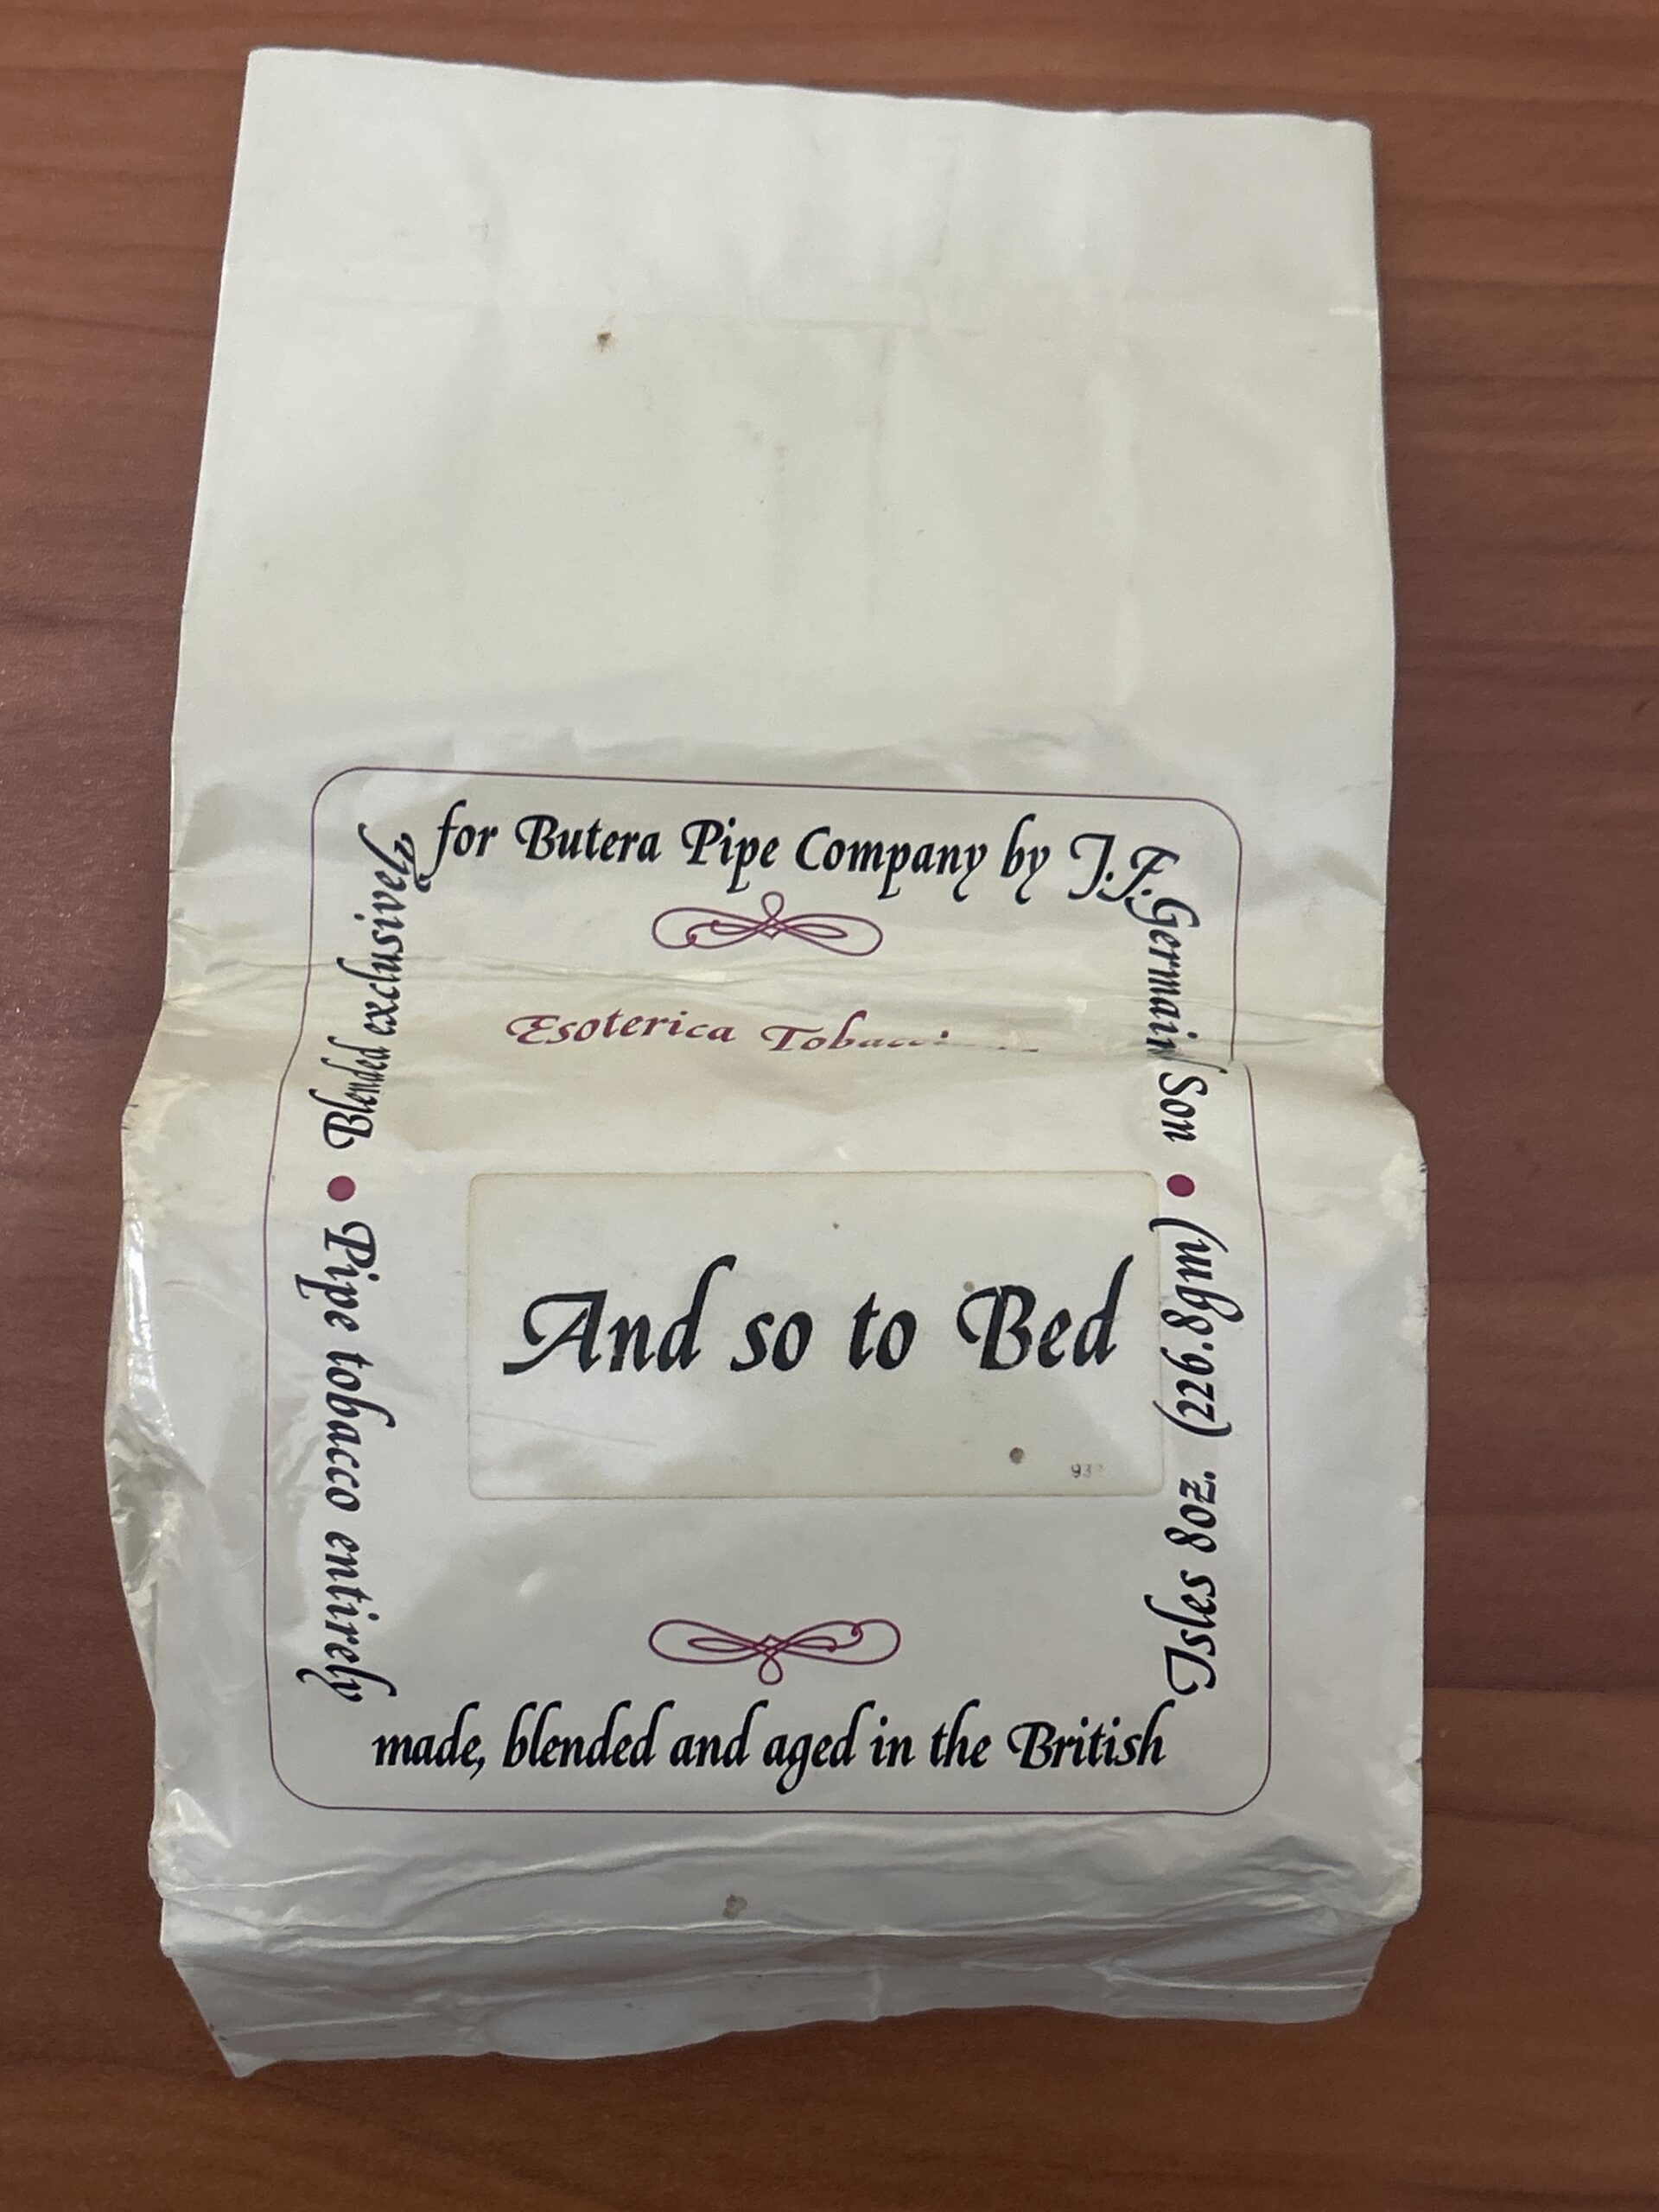 Blended exclusively
for Butera Pipe Company by J.F.
Germain Son
Esoterica
And so to Bed
Pipe tobacco entirely
made, blended and aged in the British
Isles 8oz. (226.8gm)